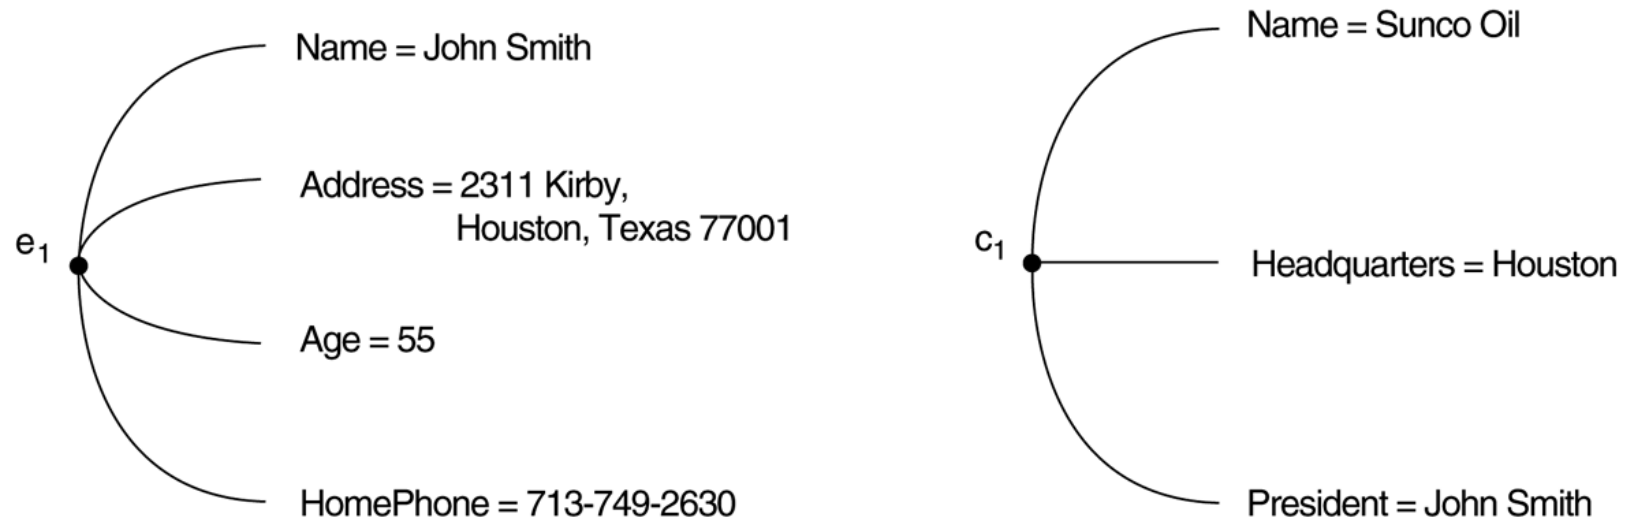 e1
Name = John Smith
Address = 2311 Kirby,
Houston, Texas 77001
Age = 55
HomePhone = 713-749-2630
c1
Name = Sunco Oil
Headquarters = Houston
President = John Smith